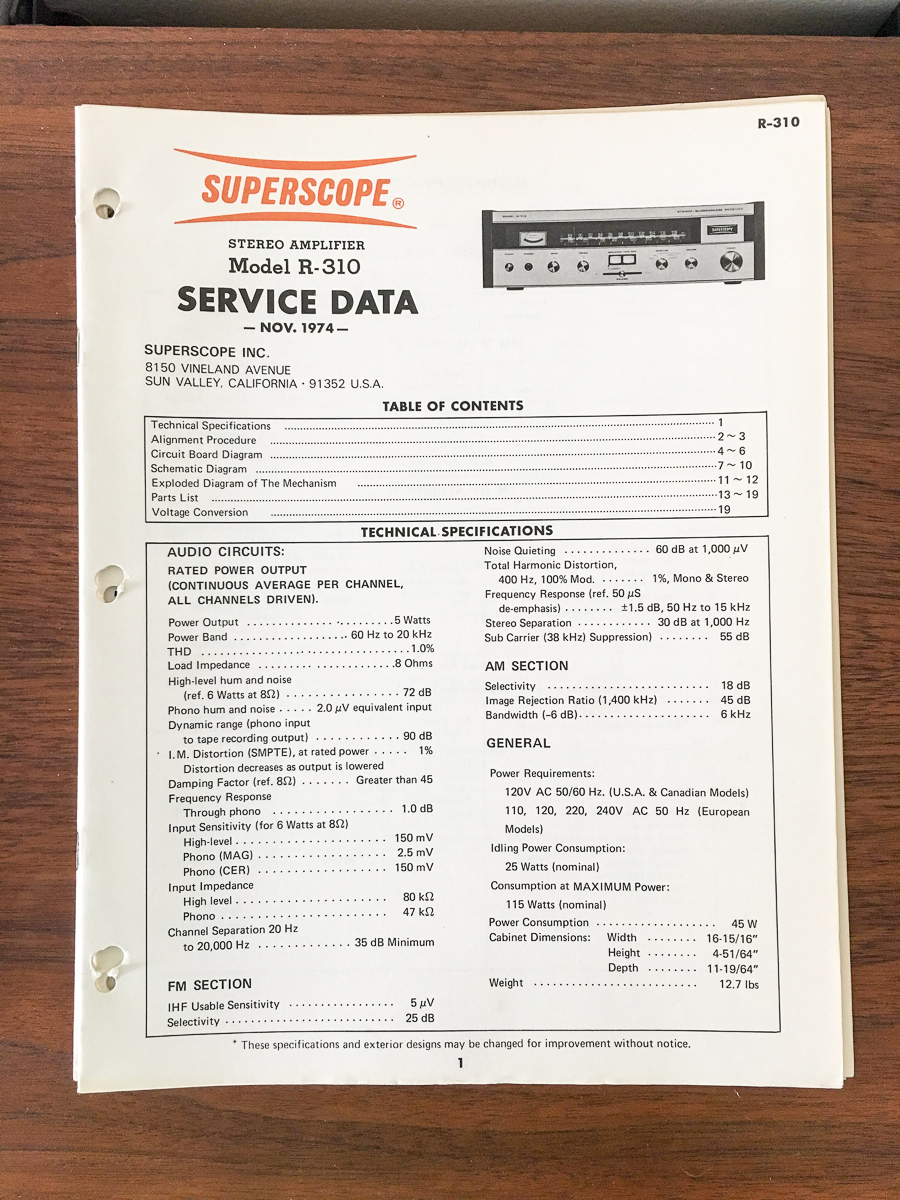 R-310
SUPERSCOPE®
STEREO AMPLIFIER
Model R-310
SERVICE DATA
— NOV. 1974 —
SUPERSCOPE INC.
8150 VINELAND AVENUE
SUN VALLEY, CALIFORNIA · 91352 U.S.A.
TABLE OF CONTENTS
Technical Specifications ........ 1
Alignment Procedure ........ 2 ~ 3
Circuit Board Diagram ........ 4 ~ 6
Schematic Diagram ........ 7 ~ 10
Exploded Diagram of The Mechanism ........ 11 ~ 12
Parts List ........ 13 ~ 19
Voltage Conversion ........ 19
TECHNICAL SPECIFICATIONS
AUDIO CIRCUITS:
RATED POWER OUTPUT
(CONTINUOUS AVERAGE PER CHANNEL,
ALL CHANNELS DRIVEN).
Power Output ........ 5 Watts
Power Band ........ 60 Hz to 20 kHz
THD ........ 1.0%
Load Impedance ........ 8 Ohms
High-level hum and noise
(ref. 6 Watts at 8Ω) ........ 72 dB
Phono hum and noise ..... 2.0 µV equivalent input
Dynamic range (phono input
to tape recording output) ........ 90 dB
I.M. Distortion (SMPTE), at rated power ..... 1%
Distortion decreases as output is lowered
Damping Factor (ref. 8Ω) ....... Greater than 45
Frequency Response
Through phono ........ 1.0 dB
Input Sensitivity (for 6 Watts at 8Ω)
High-level ........ 150 mV
Phono (MAG) ........ 2.5 mV
Phono (CER) ........ 150 mV
Input Impedance
High level ........ 80 kΩ
Phono ........ 47 kΩ
Channel Separation 20 Hz
to 20,000 Hz ........ 35 dB Minimum
FM SECTION
IHF Usable Sensitivity ........ 5 µV
Selectivity ........ 25 dB
Noise Quieting ........ 60 dB at 1,000 µV
Total Harmonic Distortion,
400 Hz, 100% Mod. ....... 1%, Mono & Stereo
Frequency Response (ref. 50 µS
de-emphasis) ........ ±1.5 dB, 50 Hz to 15 kHz
Stereo Separation ........ 30 dB at 1,000 Hz
Sub Carrier (38 kHz) Suppression) ........ 55 dB
AM SECTION
Selectivity ........ 18 dB
Image Rejection Ratio (1,400 kHz) ....... 45 dB
Bandwidth (–6 dB) ........ 6 kHz
GENERAL
Power Requirements:
120V AC 50/60 Hz. (U.S.A. & Canadian Models)
110, 120, 220, 240V AC 50 Hz (European
Models)
Idling Power Consumption:
25 Watts (nominal)
Consumption at MAXIMUM Power:
115 Watts (nominal)
Power Consumption ........ 45 W
Cabinet Dimensions: Width ........ 16-15/16"
Height ........ 4-51/64"
Depth ........ 11-19/64"
Weight ........ 12.7 lbs
* These specifications and exterior designs may be changed for improvement without notice.
1